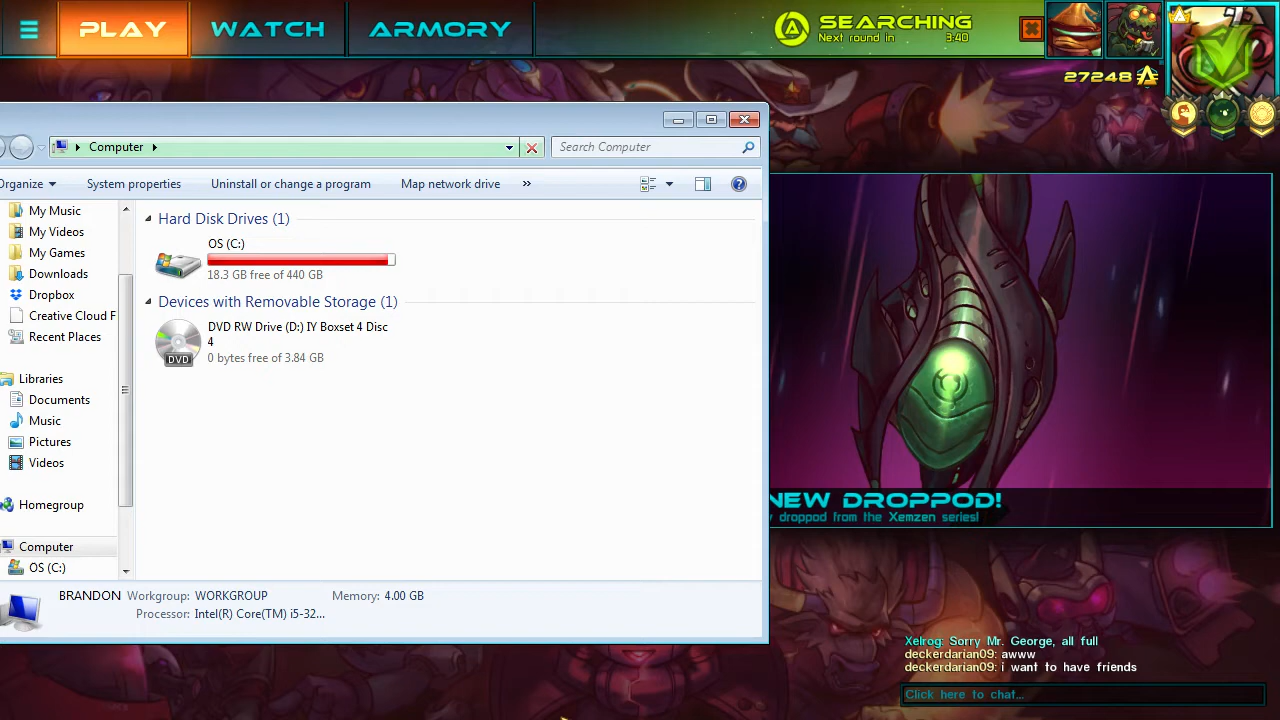 PLAY
WATCH
ARMORY
SEARCHING
Next round in 3:40
27248
Computer
Search Computer
Organize
System properties
Uninstall or change a program
Map network drive
»
My Music
My Videos
My Games
Downloads
Dropbox
Creative Cloud F
Recent Places
Libraries
Documents
Music
Pictures
Videos
Homegroup
Computer
OS (C:)
Hard Disk Drives (1)
OS (C:)
18.3 GB free of 440 GB
Devices with Removable Storage (1)
DVD RW Drive (D:) IY Boxset 4 Disc
4
DVD
0 bytes free of 3.84 GB
BRANDON Workgroup: WORKGROUP Memory: 4.00 GB
Processor: Intel(R) Core(TM) i5-32...
NEW DROPPOD!
droppod from the Xemzen series!
Xelrog: Sorry Mr. George, all full
deckerdarian09: awww
deckerdarian09: i want to have friends
Click here to chat...